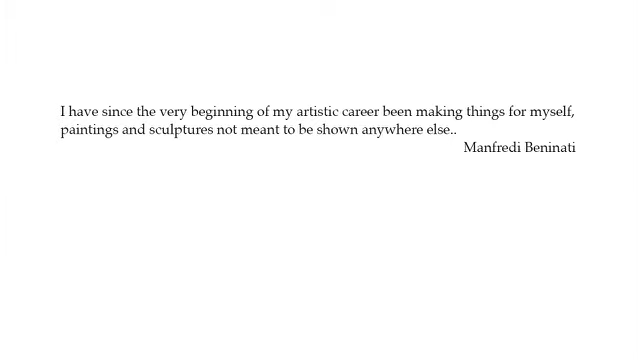 I have since the very beginning of my artistic career been making things for myself,
paintings and sculptures not meant to be shown anywhere else..
Manfredi Beninati